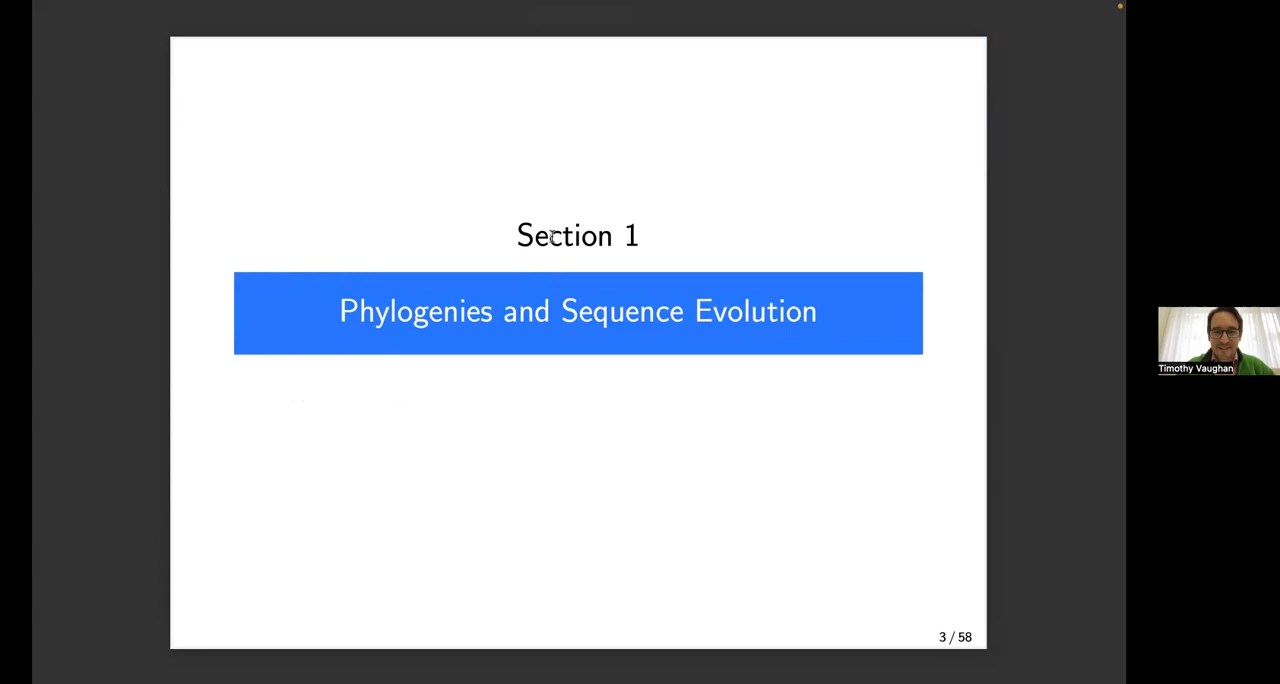 Section 1
Phylogenies and Sequence Evolution
Timothy Vaughan
3 / 58